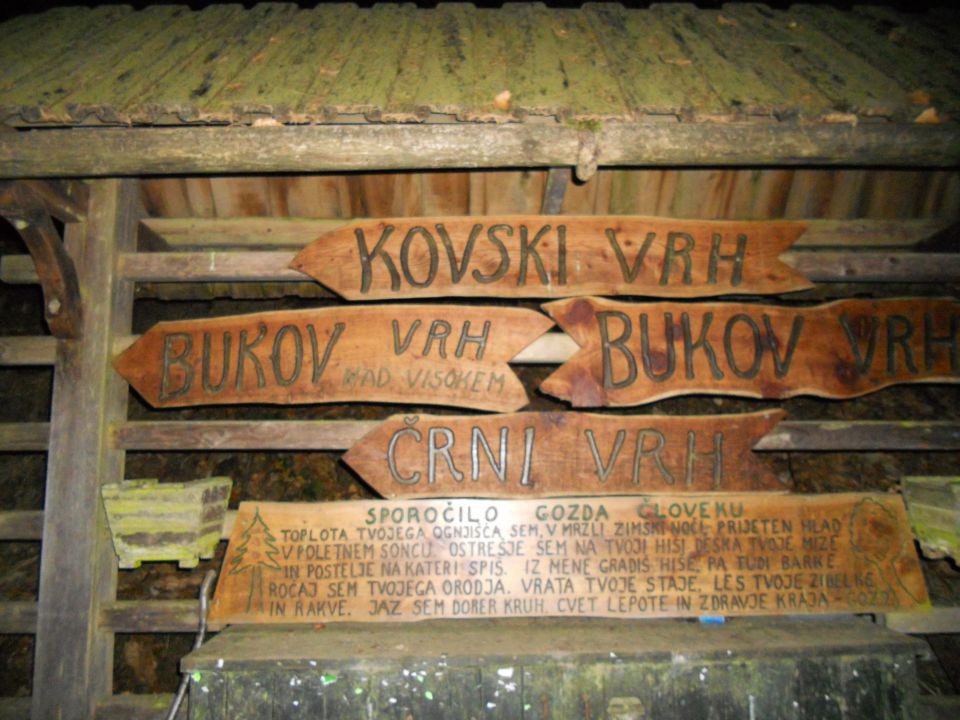 KOVSKI VRH
BUKOV VRH
NAD VISOKEM
BUKOV VRH
ČRNI VRH
SPOROČILO GOZDA ČLOVEKU
TOPLOTA TVOJEGA OGNJIŠČA SEM, V MRZLI ZIMSKI NOČI, PRIJETEN HLAD
V POLETNEM SONCU. OSTREŠJE SEM NA TVOJI HIŠI, DESKA TVOJE MIZE
IN POSTELJE NA KATERI SPIŠ. IZ MENE GRADIŠ HIŠE, PA TUDI BARKE.
ROČAJ SEM TVOJEGA ORODJA. VRATA TVOJE STAJE, LES TVOJE ZIBELKE
IN RAKVE. JAZ SEM DOBER KRUH, CVET LEPOTE IN ZDRAVJE KRAJA - GOZD